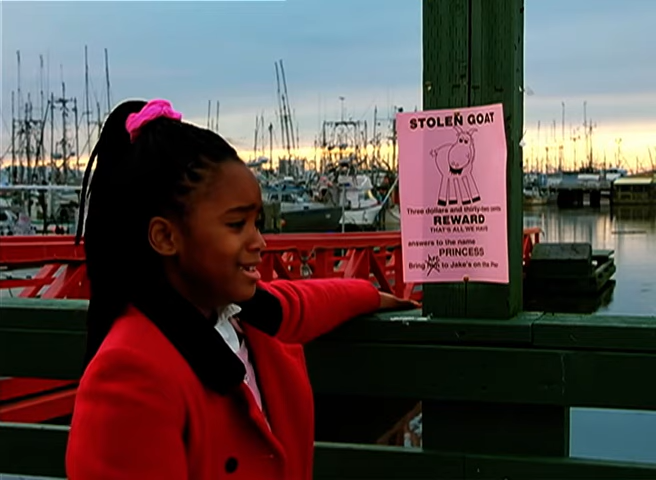 STOLEN GOAT
Three dollars and thirty-two cents
REWARD
THAT'S ALL WE HAVE
answers to the name
PRINCESS
Bring to Jake's on the Pier